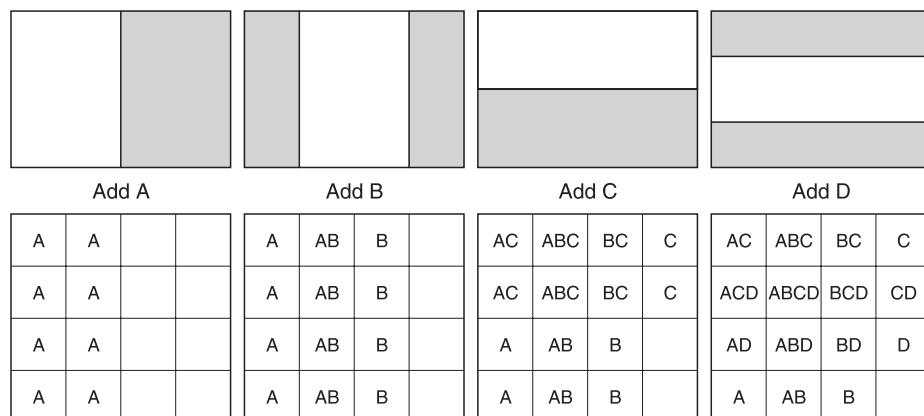 Add A Add B Add C Add D
A A A AB B AC ABC BC C AC ABC BC C
A A A AB B AC ABC BC C ACD ABCD BCD CD
A A A AB B A AB B AD ABD BD D
A A A AB B A AB B A AB B